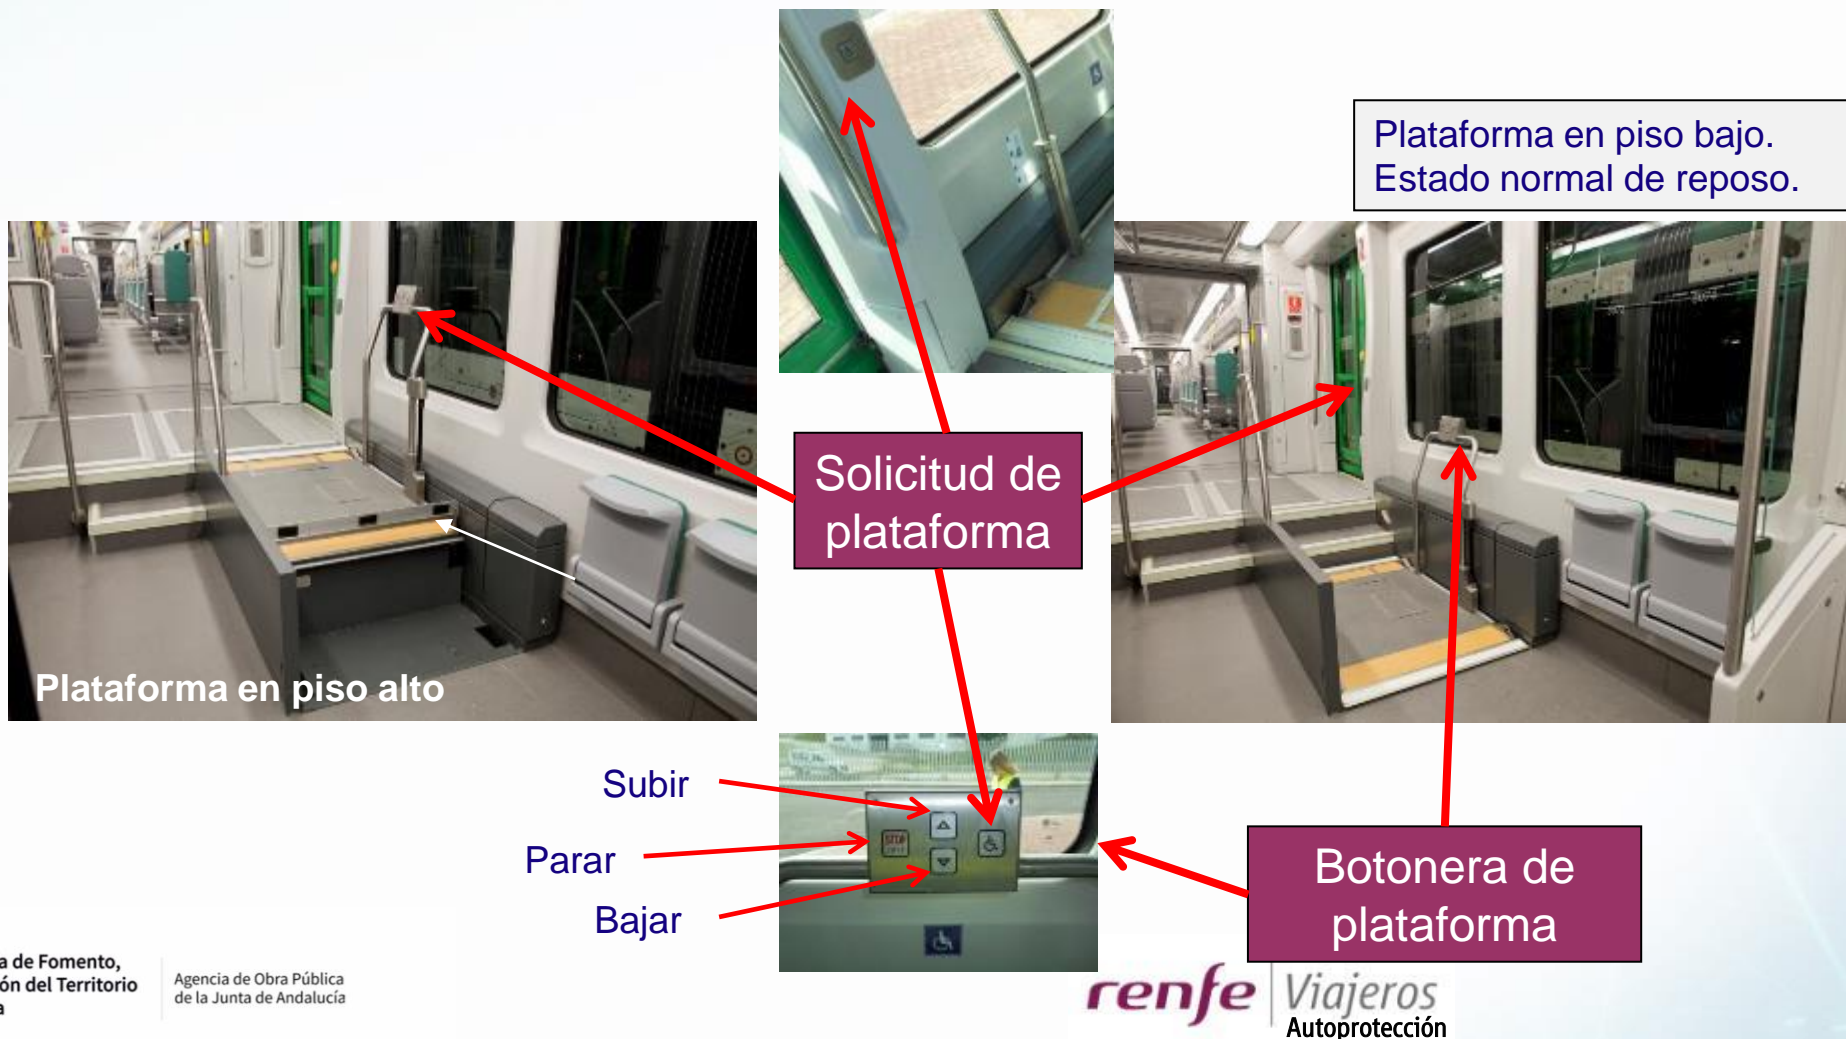 Plataforma en piso bajo.
Estado normal de reposo.
Solicitud de
plataforma
Plataforma en piso alto
Subir
Parar
Bajar
STOP
Botonera de
plataforma
a de Fomento,
ón del Territorio
a
Agencia de Obra Pública
de la Junta de Andalucía
renfe
Viajeros
Autoprotección